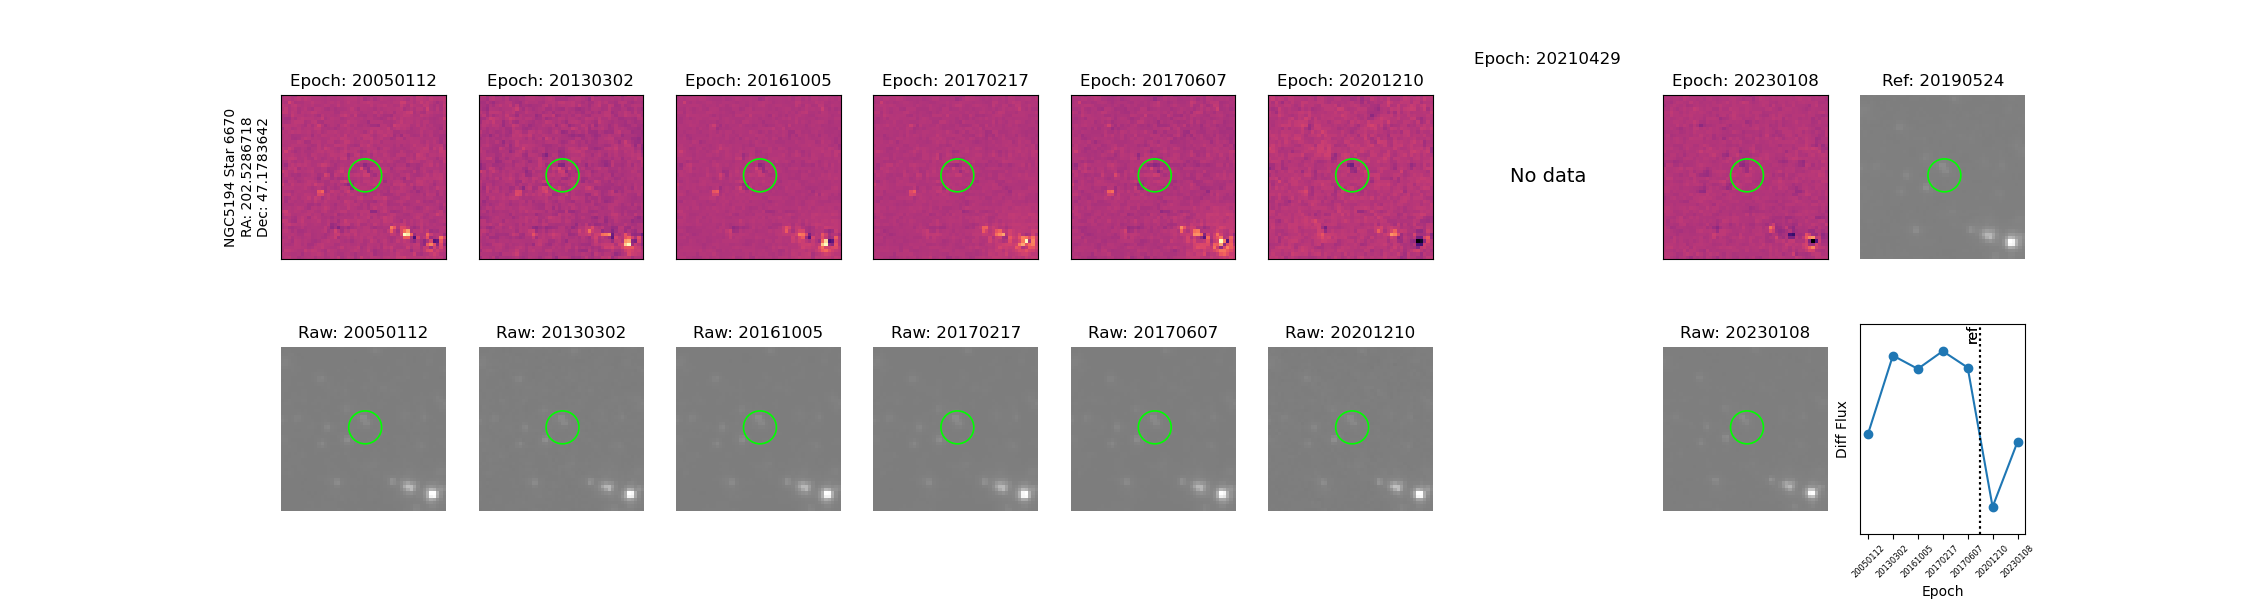 Epoch: 20210429
Epoch: 20050112
Epoch: 20130302
Epoch: 20161005
Epoch: 20170217
Epoch: 20170607
Epoch: 20201210
Epoch: 20230108
Ref: 20190524
NGC5194 Star 6670
RA: 202.5286718
Dec: 47.1783642
No data
Raw: 20050112
Raw: 20130302
Raw: 20161005
Raw: 20170217
Raw: 20170607
Raw: 20201210
Raw: 20230108
ref
Diff Flux
20050112
20130302
20161005
20170217
20170607
20201210
20230108
Epoch